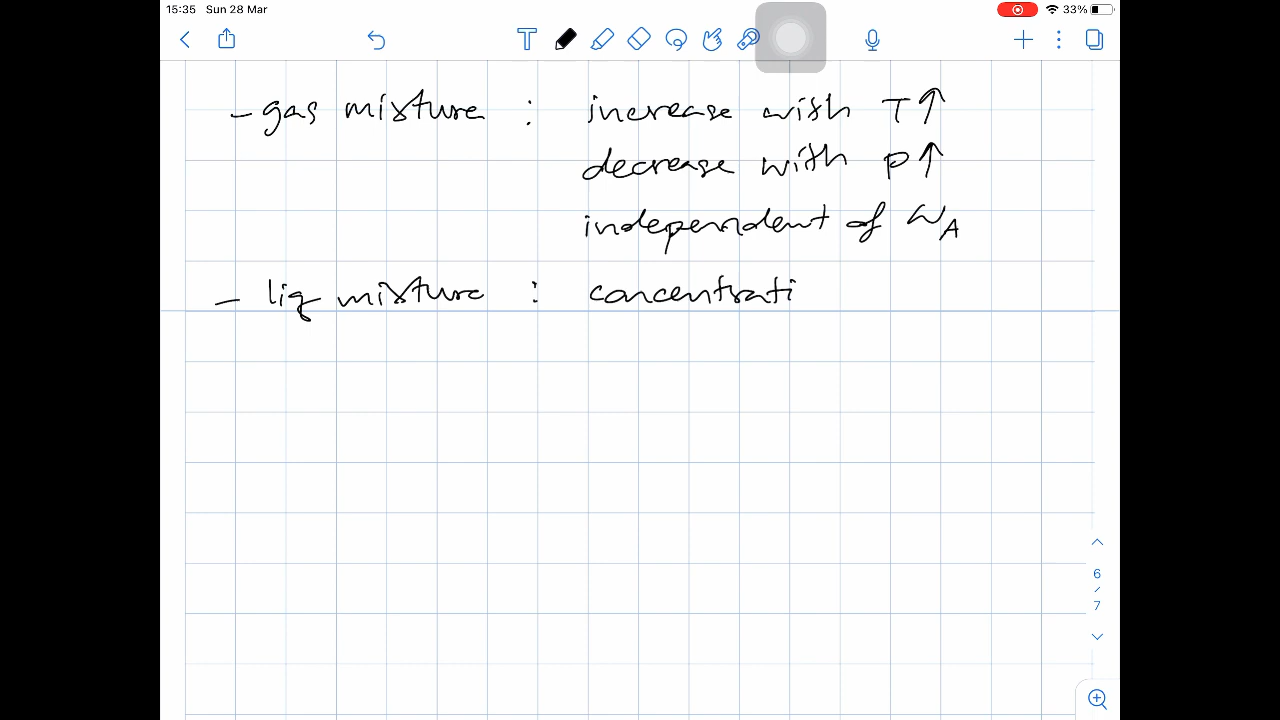 15:35 Sun 28 Mar 33%
- gas mixture : increase with T↑
decrease with p↑
independent of ωA
- liq mixture : concentrati
6
/
7